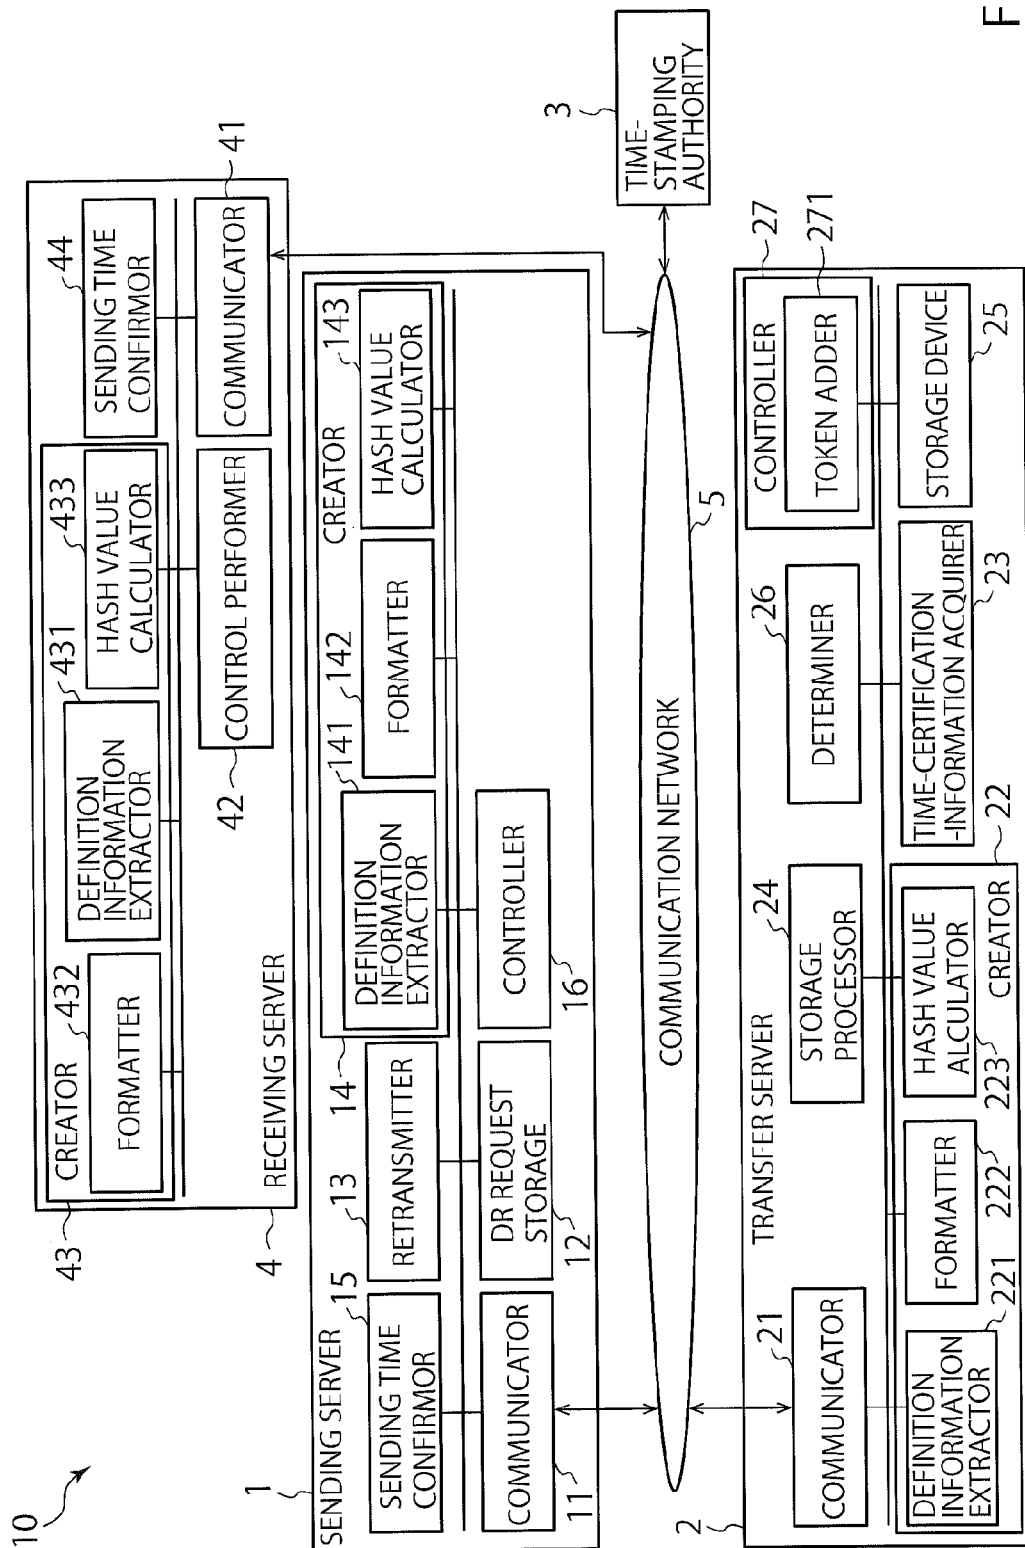 10
1
SENDING SERVER
15
SENDING TIME
CONFIRMOR
13
RETRANSMITTER
14
DEFINITION
INFORMATION
EXTRACTOR
141
FORMATTER
142
CREATOR
HASH VALUE
CALCULATOR
143
COMMUNICATOR
11
DR REQUEST
STORAGE
12
CONTROLLER
16
43
CREATOR
432
FORMATTER
DEFINITION
INFORMATION
EXTRACTOR
431
HASH VALUE
CALCULATOR
433
44
SENDING TIME
CONFIRMOR
4
RECEIVING SERVER
42
CONTROL PERFORMER
COMMUNICATOR
41
COMMUNICATION NETWORK
5
3
TIME-
STAMPING
AUTHORITY
2
TRANSFER SERVER
21
COMMUNICATOR
24
STORAGE
PROCESSOR
26
DETERMINER
27
CONTROLLER
TOKEN ADDER
271
DEFINITION
INFORMATION
EXTRACTOR
221
FORMATTER
222
HASH VALUE
ALCULATOR
223
CREATOR
22
TIME-CERTIFICATION
-INFORMATION ACQUIRER
23
STORAGE DEVICE
25
F